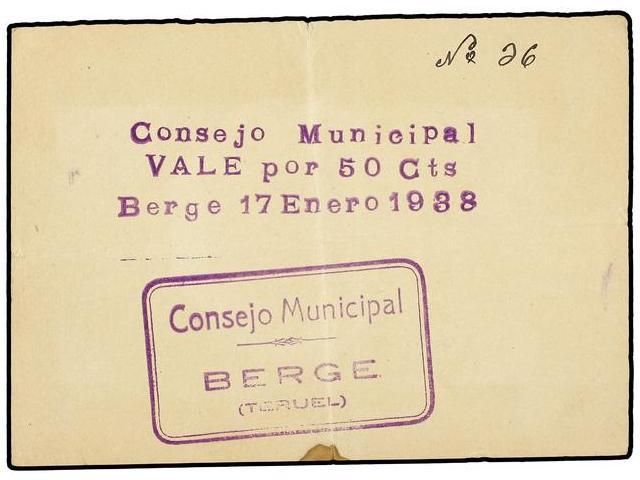 Nº 26
Consejo Municipal
VALE por 50 Cts
Berge 17 Enero 1938
Consejo Municipal
BERGE
(TERUEL)